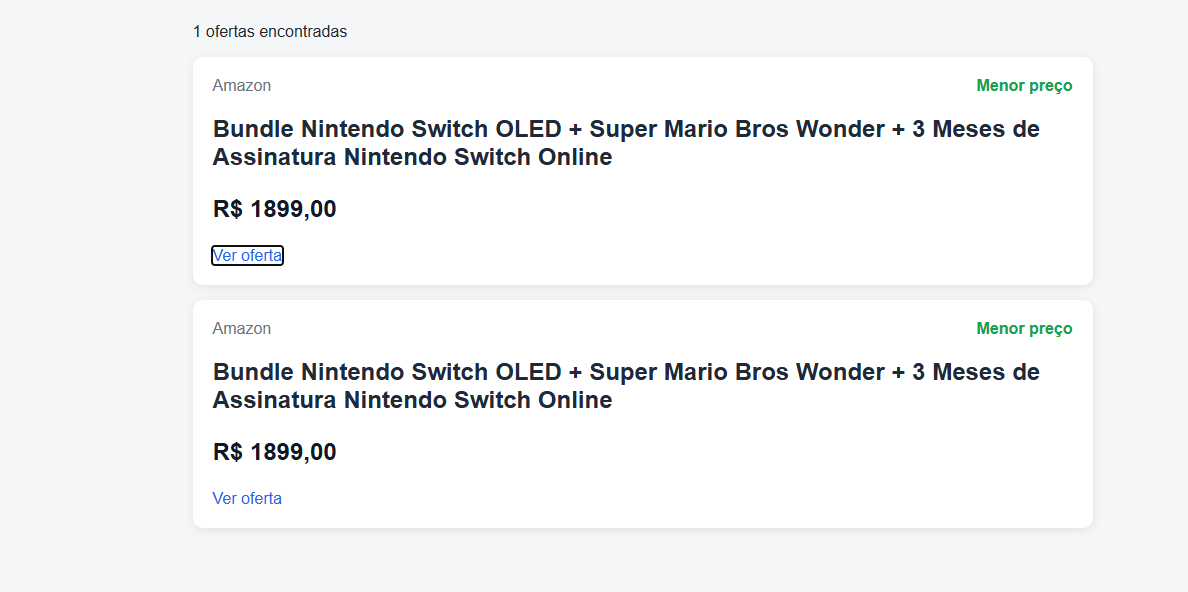 1 ofertas encontradas
Amazon
Menor preço
Bundle Nintendo Switch OLED + Super Mario Bros Wonder + 3 Meses de
Assinatura Nintendo Switch Online
R$ 1899,00
Ver oferta
Amazon
Menor preço
Bundle Nintendo Switch OLED + Super Mario Bros Wonder + 3 Meses de
Assinatura Nintendo Switch Online
R$ 1899,00
Ver oferta